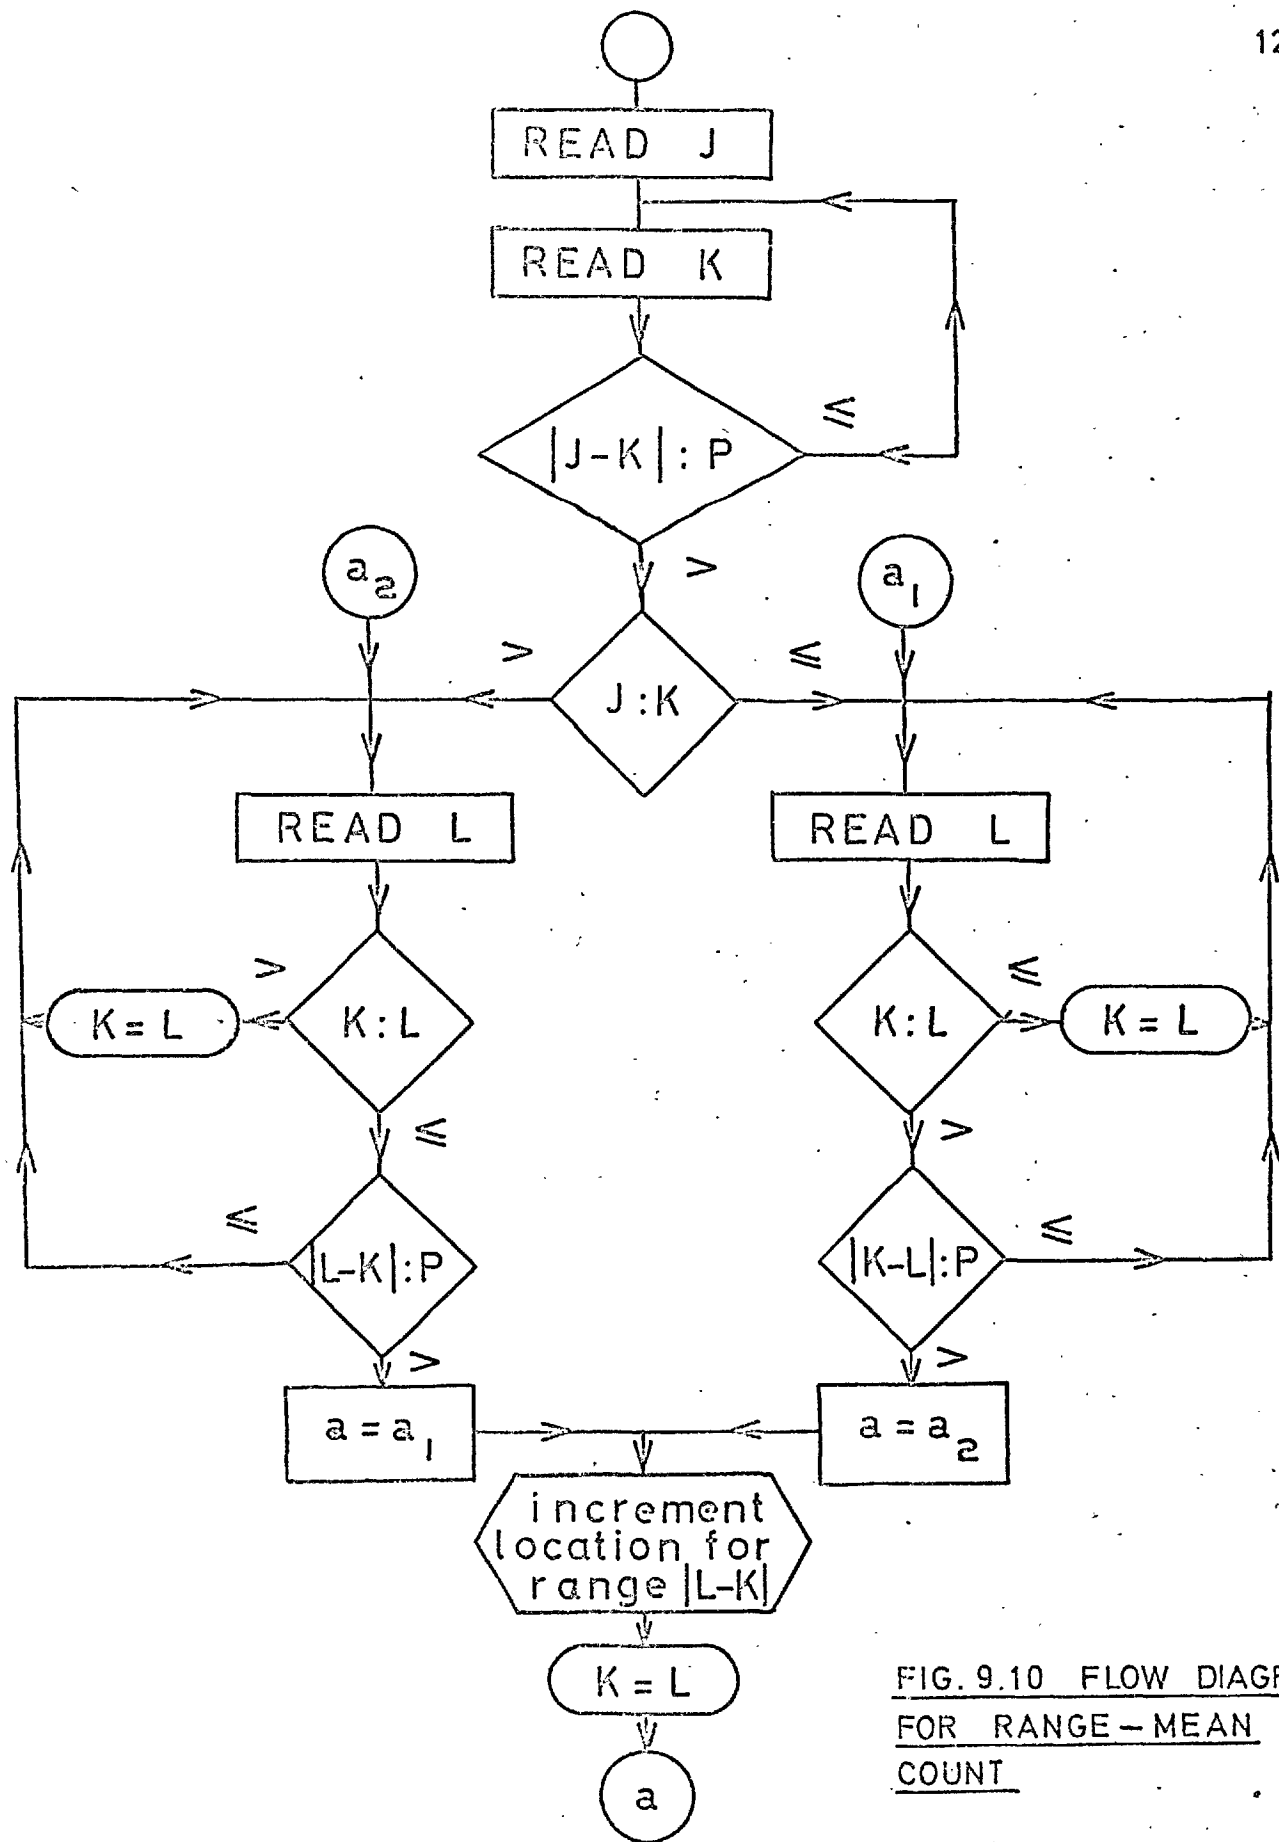 12
READ J
READ K
|J-K| : P
≤
>
a₂
a₁
>
≤
J : K
READ L
READ L
>
K : L
K = L
≤
K : L
K = L
≤
>
≤
|L-K| : P
≤
|K-L| : P
>
>
a = a₁
a = a₂
increment
location for
range |L-K|
K = L
a
FIG. 9.10 FLOW
FOR RANGE – MEAN
COUNT